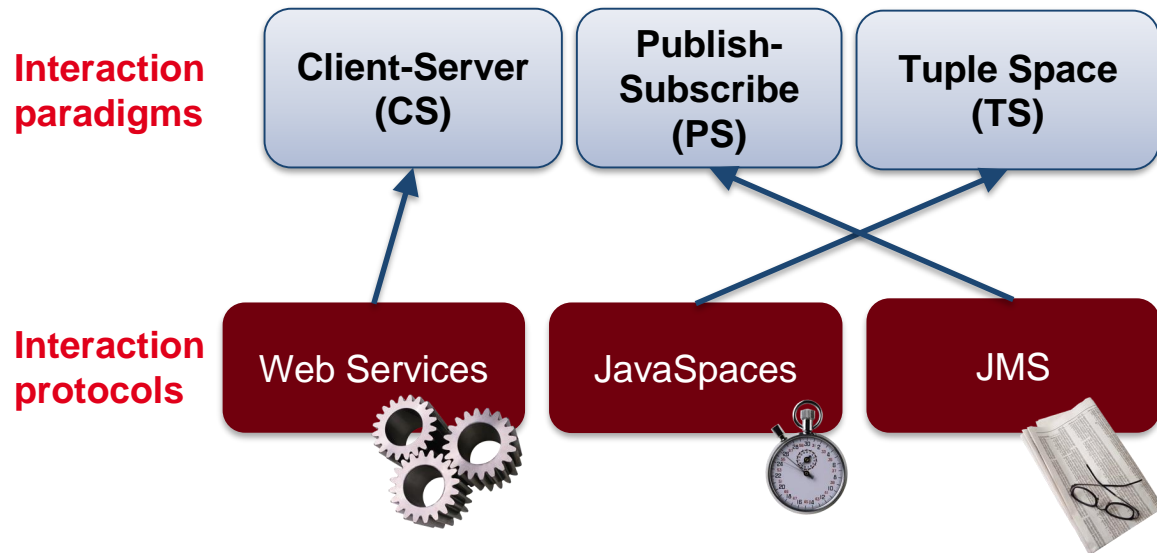 Interaction
paradigms
Client-Server
(CS)
Publish-
Subscribe
(PS)
Tuple Space
(TS)
Interaction
protocols
Web Services
JavaSpaces
JMS